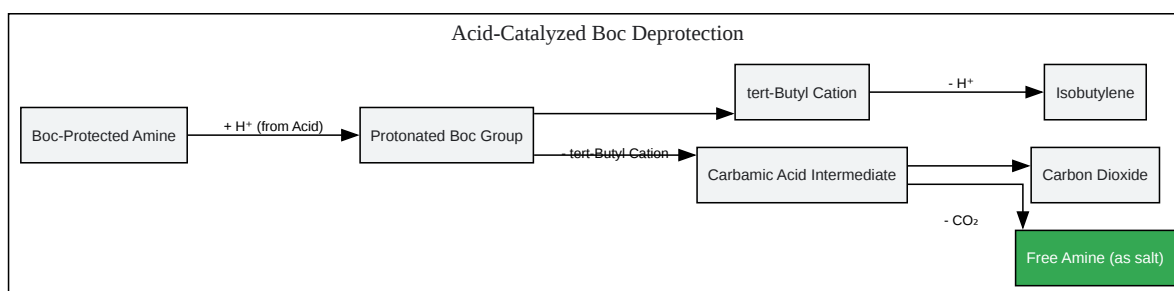 Acid-Catalyzed Boc Deprotection
tert-Butyl Cation
- H⁺
Isobutylene
Boc-Protected Amine
+ H⁺ (from Acid)
Protonated Boc Group
- tert-Butyl Cation
Carbamic Acid Intermediate
Carbon Dioxide
- CO₂
Free Amine (as salt)